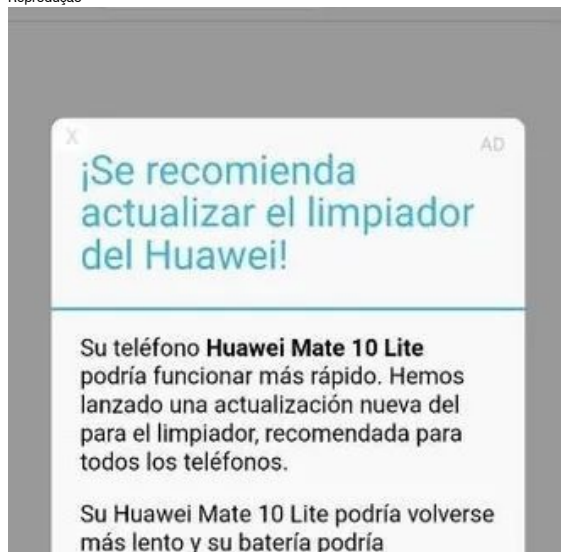 Reprodução
X
AD
¡Se recomienda
actualizar el limpiador
del Huawei!
Su teléfono Huawei Mate 10 Lite
podría funcionar más rápido. Hemos
lanzado una actualización nueva del
para el limpiador, recomendada para
todos los teléfonos.
Su Huawei Mate 10 Lite podría volverse
más lento y su batería podría